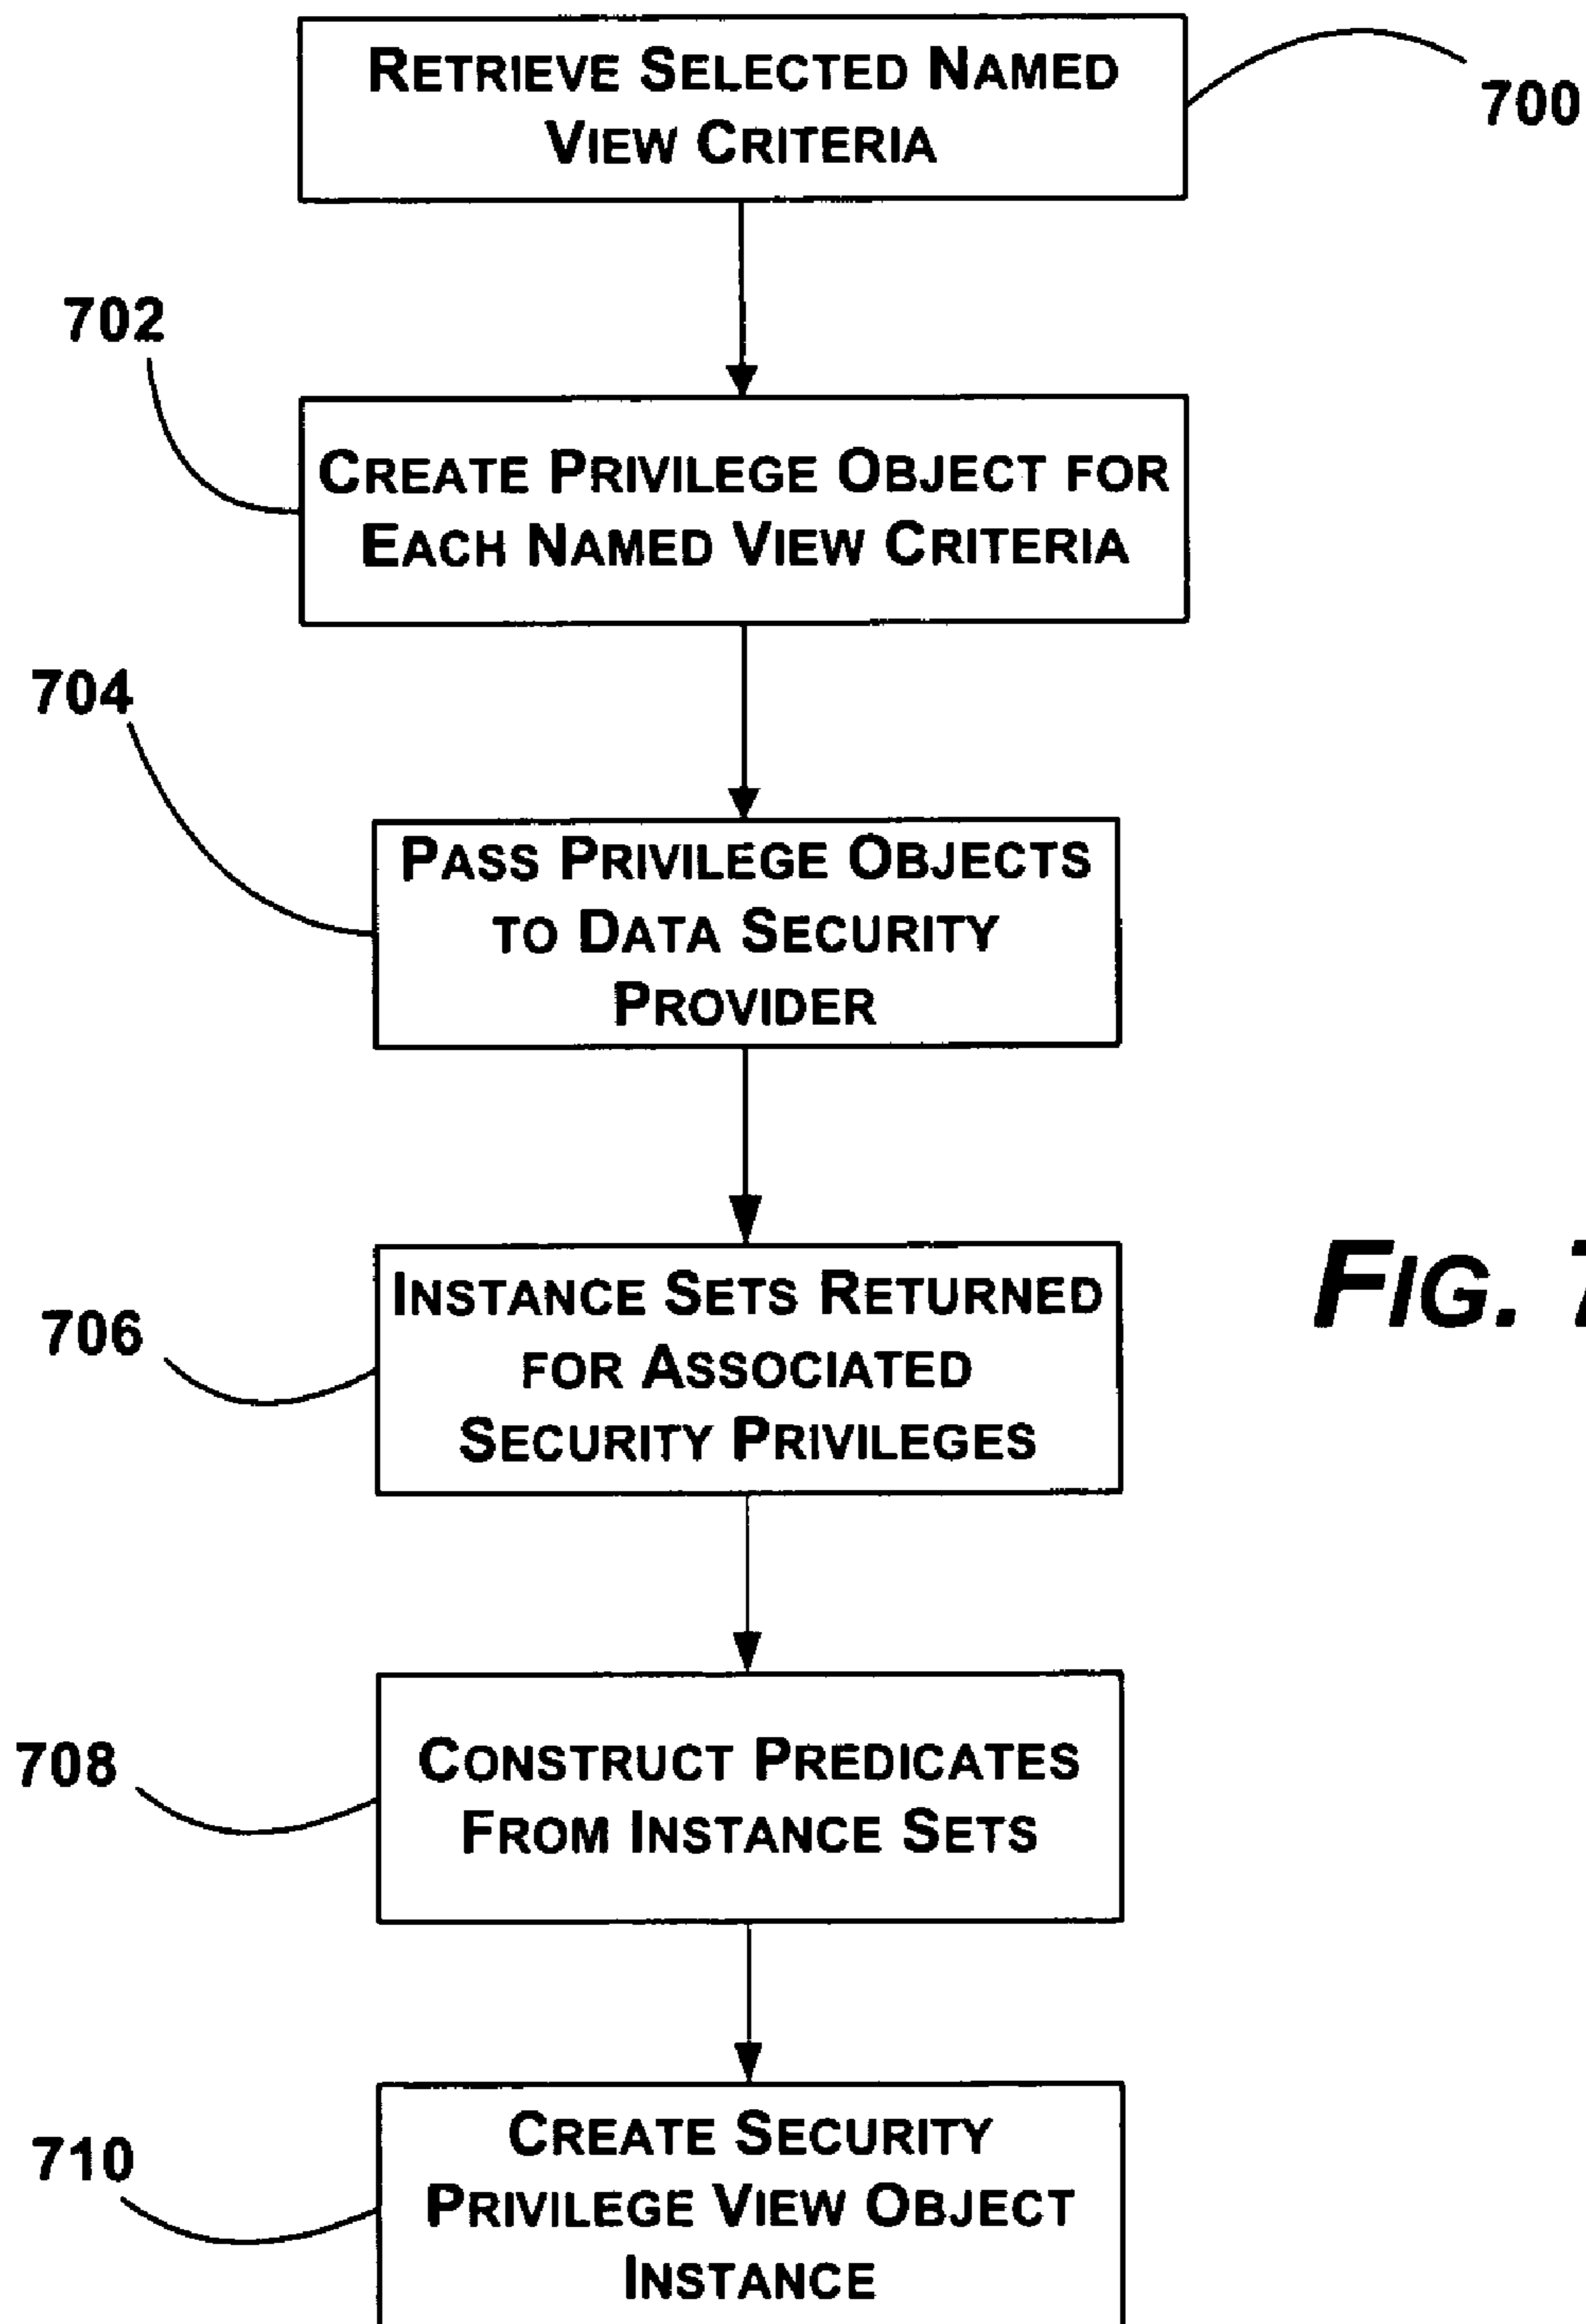 RETRIEVE SELECTED NAMED
VIEW CRITERIA
700
702
CREATE PRIVILEGE OBJECT FOR
EACH NAMED VIEW CRITERIA
704
PASS PRIVILEGE OBJECTS
TO DATA SECURITY
PROVIDER
FIG. 7
706
INSTANCE SETS RETURNED
FOR ASSOCIATED
SECURITY PRIVILEGES
708
CONSTRUCT PREDICATES
FROM INSTANCE SETS
710
CREATE SECURITY
PRIVILEGE VIEW OBJECT
INSTANCE